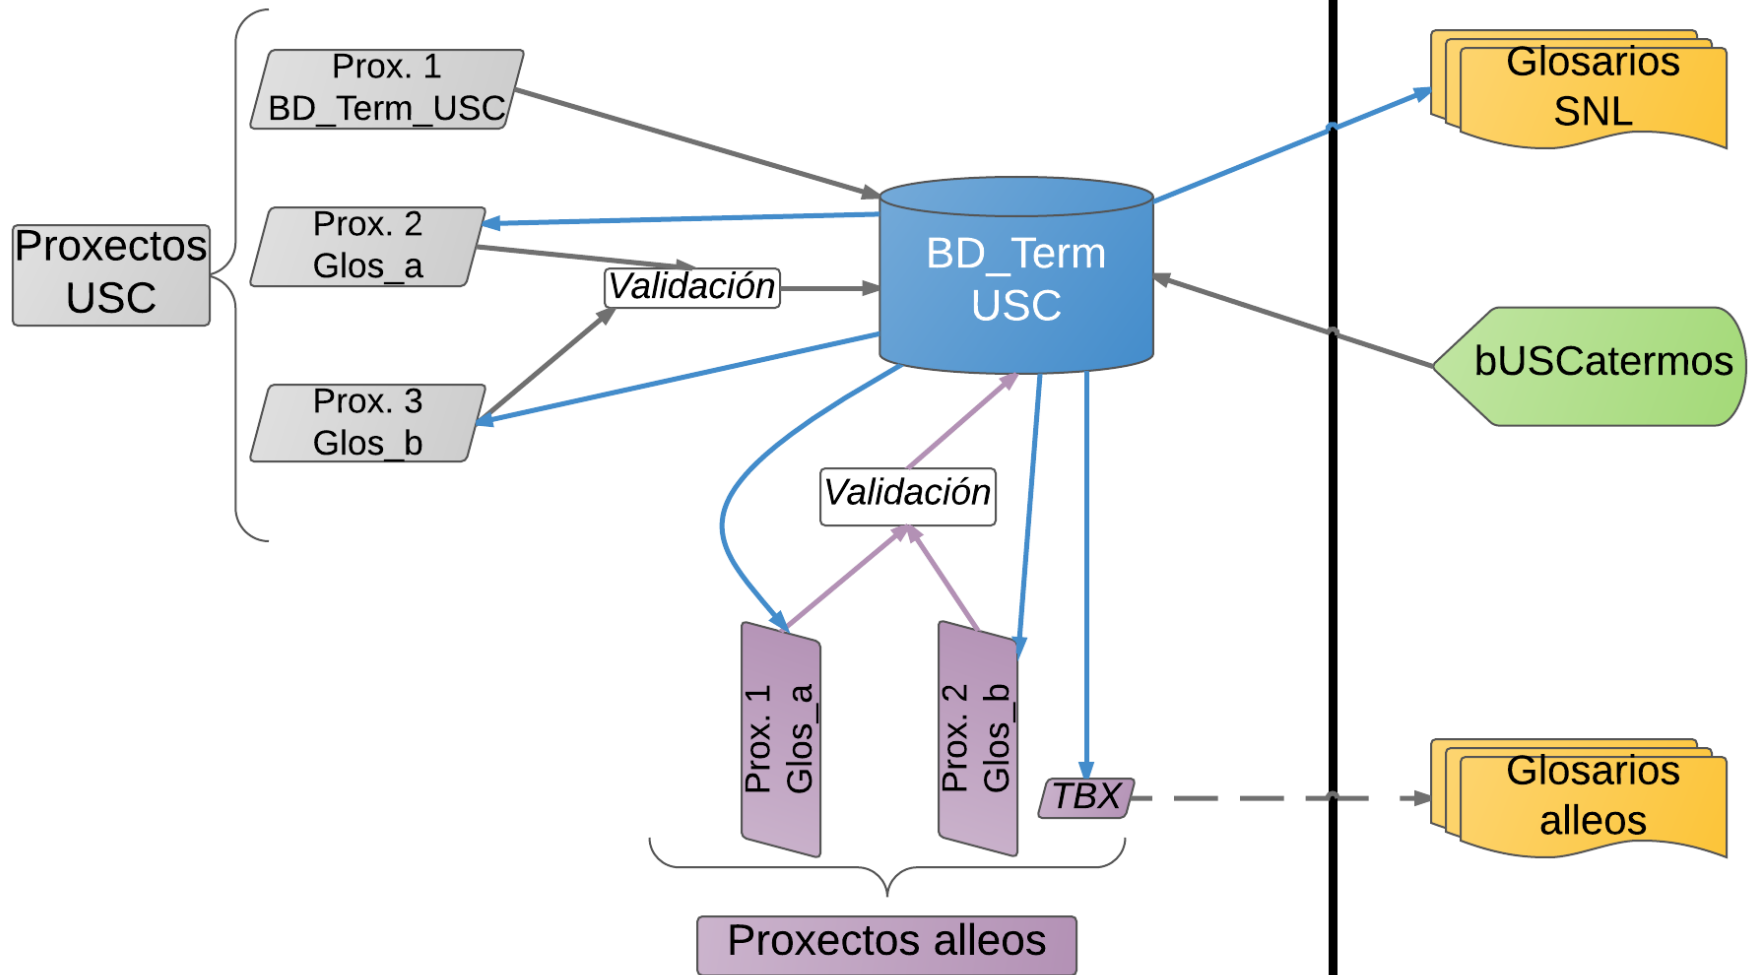 Proxectos
USC
Prox. 1
BD_Term_USC
Prox. 2
Glos_a
Prox. 3
Glos_b
Validación
BD_Term
USC
Validación
Prox. 1
Glos_a
Prox. 2
Glos_b
TBX
Proxectos alleos
Glosarios
SNL
bUSCatermos
Glosarios
alleos